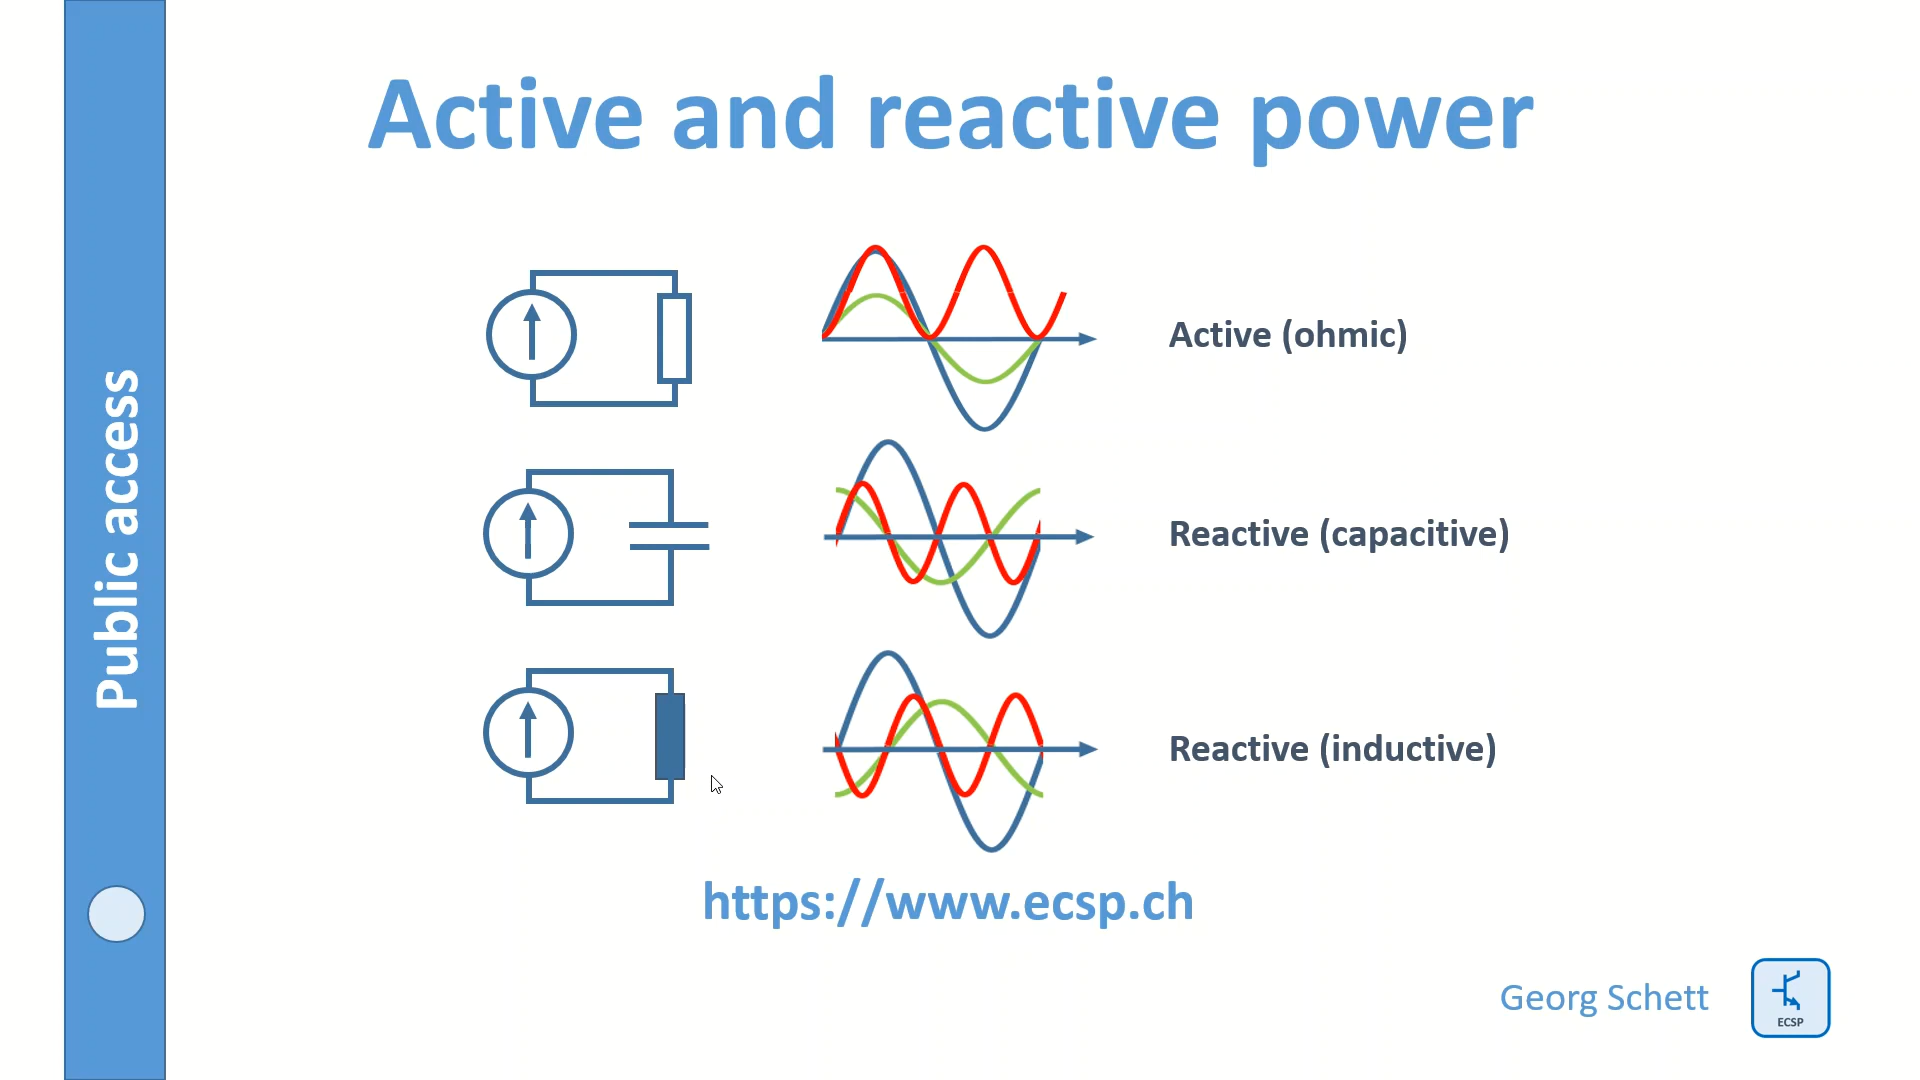 Active and reactive power
Public access
Active (ohmic)
Reactive (capacitive)
Reactive (inductive)
https://www.ecsp.ch
Georg Schett
ECSP